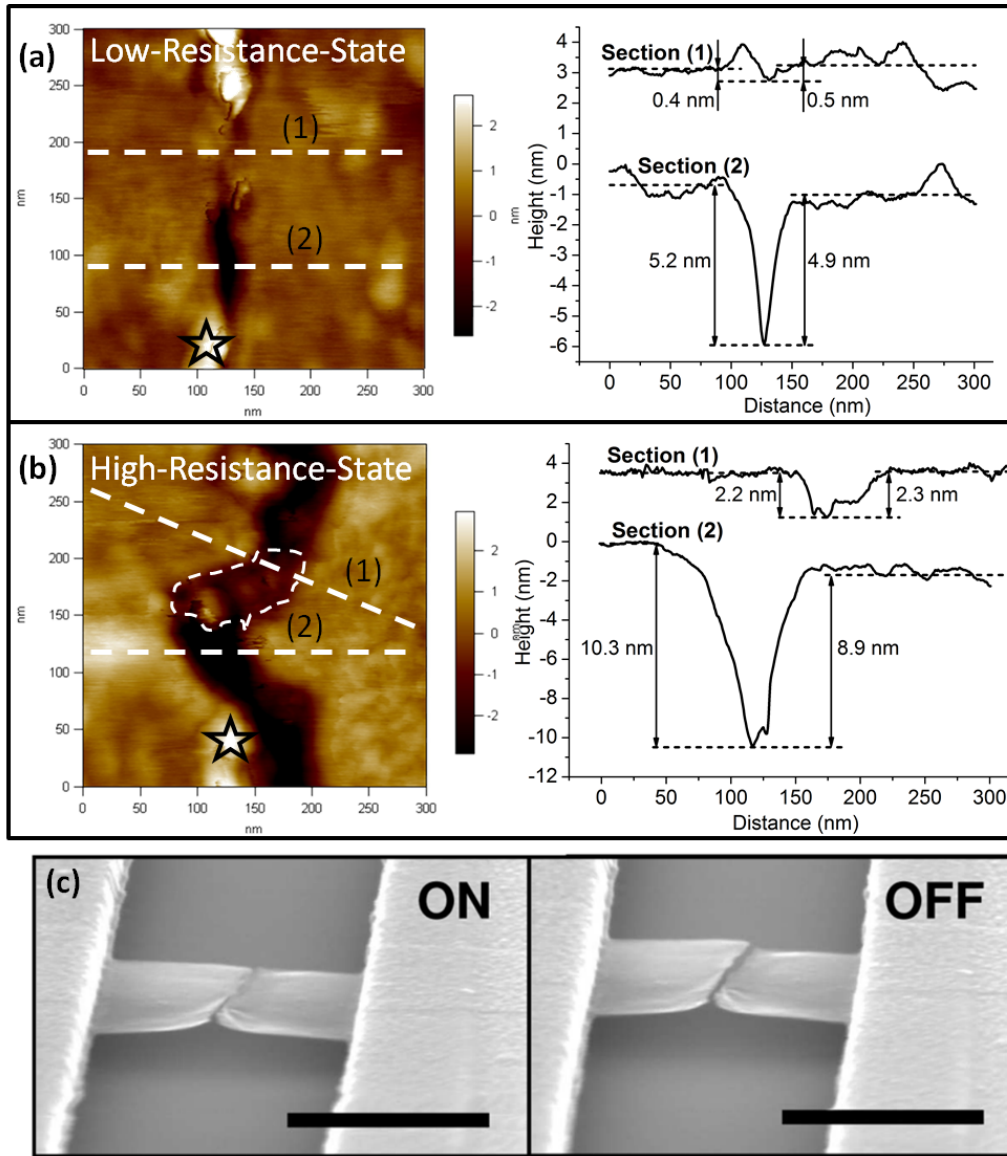 (a)
Low-Resistance-State
(1)
(2)
300
250
200
150
100
50
0
nm
0
50
100
150
200
250
300
nm
2
1
0
-1
-2
nm
Section (1)
0.4 nm
0.5 nm
Section (2)
5.2 nm
4.9 nm
4
3
2
1
0
-1
-2
-3
-4
-5
-6
Height (nm)
0
50
100
150
200
250
300
Distance (nm)
(b)
High-Resistance-State
(1)
(2)
300
250
200
150
100
50
0
nm
0
50
100
150
200
250
300
nm
2
1
0
-1
-2
nm
Section (1)
2.2 nm
2.3 nm
Section (2)
10.3 nm
8.9 nm
4
2
0
-2
-4
-6
-8
-10
-12
Height (nm)
0
50
100
150
200
250
300
Distance (nm)
(c)
ON
OFF